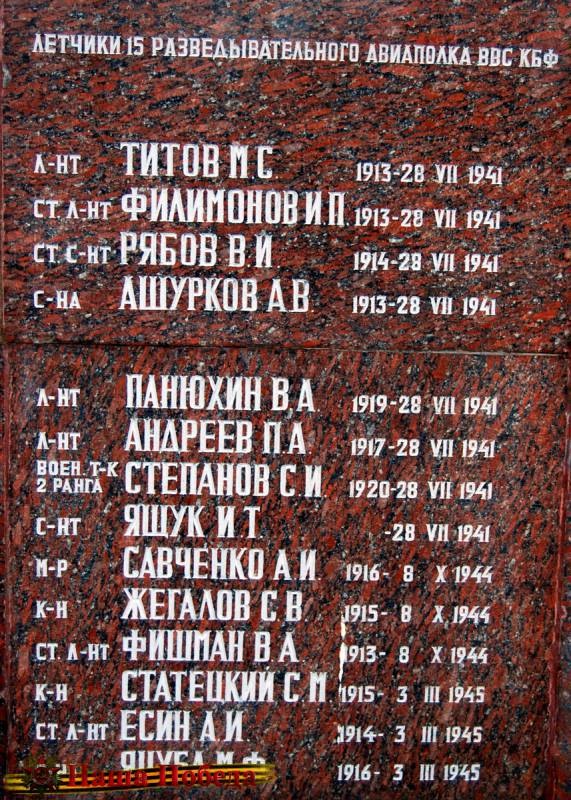 ЛЕТЧИКИ 15 РАЗВЕДЫВАТЕЛЬНОГО АВИАПОЛКА ВВС КБФ
Л-НТ ТИТОВ М.С 1913-28 VII 1941
СТ. Л-НТ ФИЛИМОНОВ И.П. 1913-28 VII 1941
СТ. С-НТ РЯБОВ В.И 1914-28 VII 1941
С-НА АШУРКОВ А.В. 1913-28 VII 1941
Л-НТ ПАНЮХИН В.А. 1919-28 VII 1941
Л-НТ АНДРЕЕВ П.А. 1917-28 VII 1941
ВОЕН. Т-К
2 РАНГА СТЕПАНОВ С.И. 1920-28 VII 1941
С-НТ ЯЩУК И.Т. -28 VII 1941
М-Р САВЧЕНКО А.И. 1916- 8 X 1944
К-Н ЖЕГАЛОВ С.В. 1915- 8 X 1944
СТ. Л-НТ ФИШМАН В.А. 1913- 8 X 1944
К-Н СТАТЕЦКИЙ С.М. 1915- 3 III 1945
СТ. Л-НТ ЕСИН А.И. 1914- 3 III 1945
ЯЦУБА М.Ф. 1916- 3 III 1945
Наша Победа